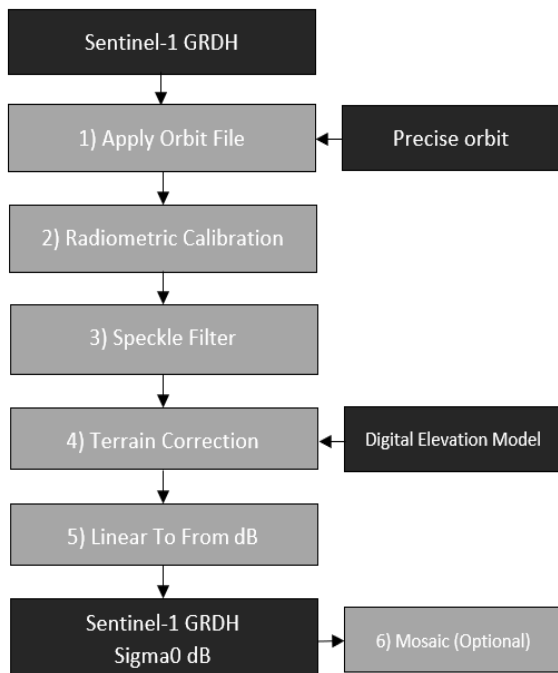 Sentinel-1 GRDH
1) Apply Orbit File
Precise orbit
2) Radiometric Calibration
3) Speckle Filter
4) Terrain Correction
Digital Elevation Model
5) Linear To From dB
Sentinel-1 GRDH
Sigma0 dB
6) Mosaic (Optional)